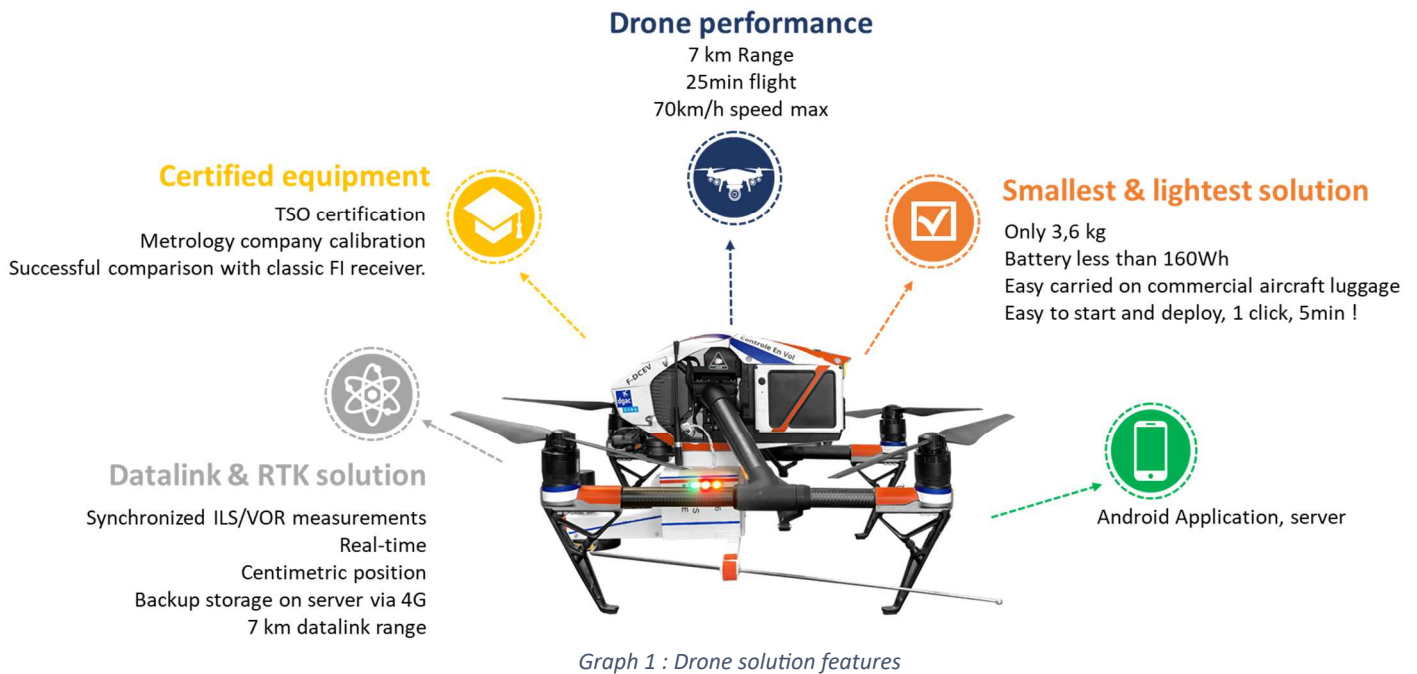 Drone performance
7 km Range
25min flight
70km/h speed max
Certified equipment
TSO certification
Metrology company calibration
Successful comparison with classic FI receiver.
Smallest & lightest solution
Only 3,6 kg
Battery less than 160Wh
Easy carried on commercial aircraft luggage
Easy to start and deploy, 1 click, 5min !
Controle En Vol
F-DCEV
dgac
Datalink & RTK solution
Synchronized ILS/VOR measurements
Real-time
Centimetric position
Backup storage on server via 4G
7 km datalink range
Android Application, server
Graph 1 : Drone solution features